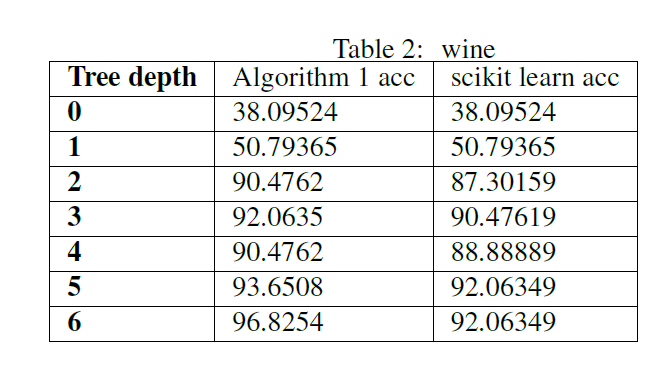 Table 2: wine
Tree depth Algorithm 1 acc scikit learn acc
0 38.09524 38.09524
1 50.79365 50.79365
2 90.4762 87.30159
3 92.0635 90.47619
4 90.4762 88.88889
5 93.6508 92.06349
6 96.8254 92.06349